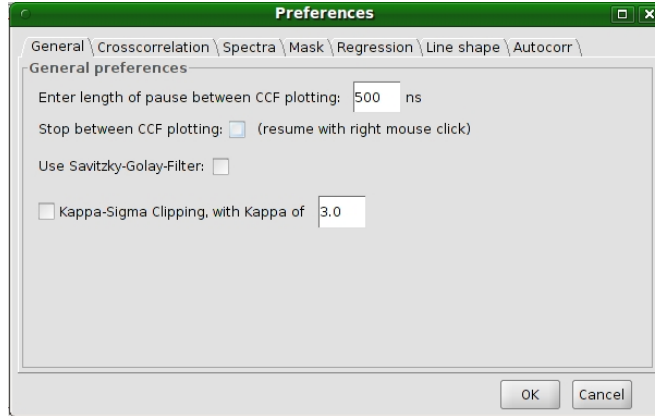 Preferences
General Crosscorrelation Spectra Mask Regression Line shape Autocorr
General preferences
Enter length of pause between CCF plotting: 500 ns
Stop between CCF plotting: (resume with right mouse click)
Use Savitzky-Golay-Filter:
Kappa-Sigma Clipping, with Kappa of 3.0
OK Cancel